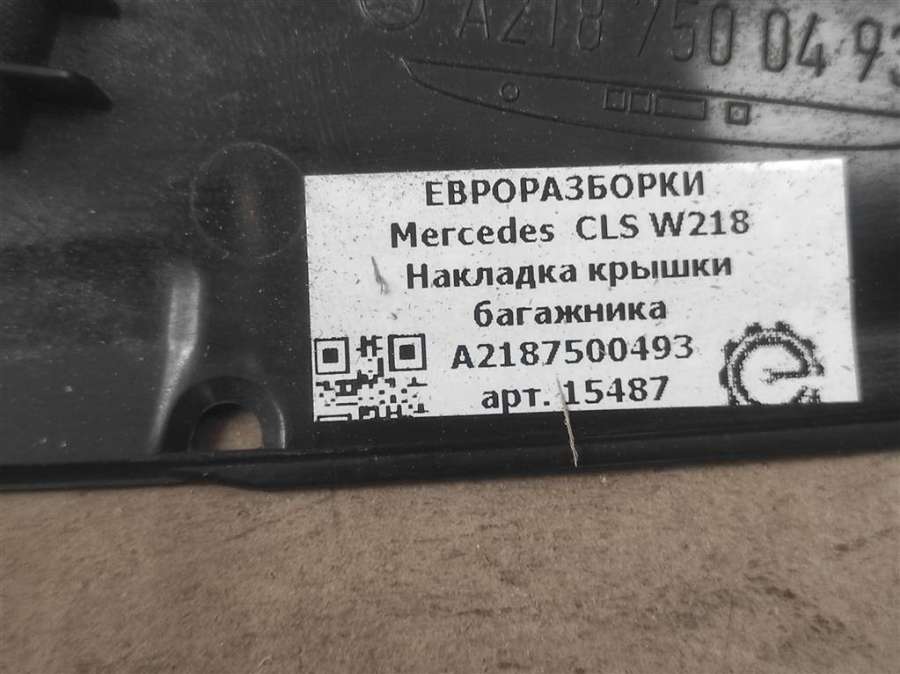 A218 750 04 93
ЕВРОРАЗБОРКИ
Mercedes CLS W218
Накладка крышки
багажника
A2187500493
арт. 15487